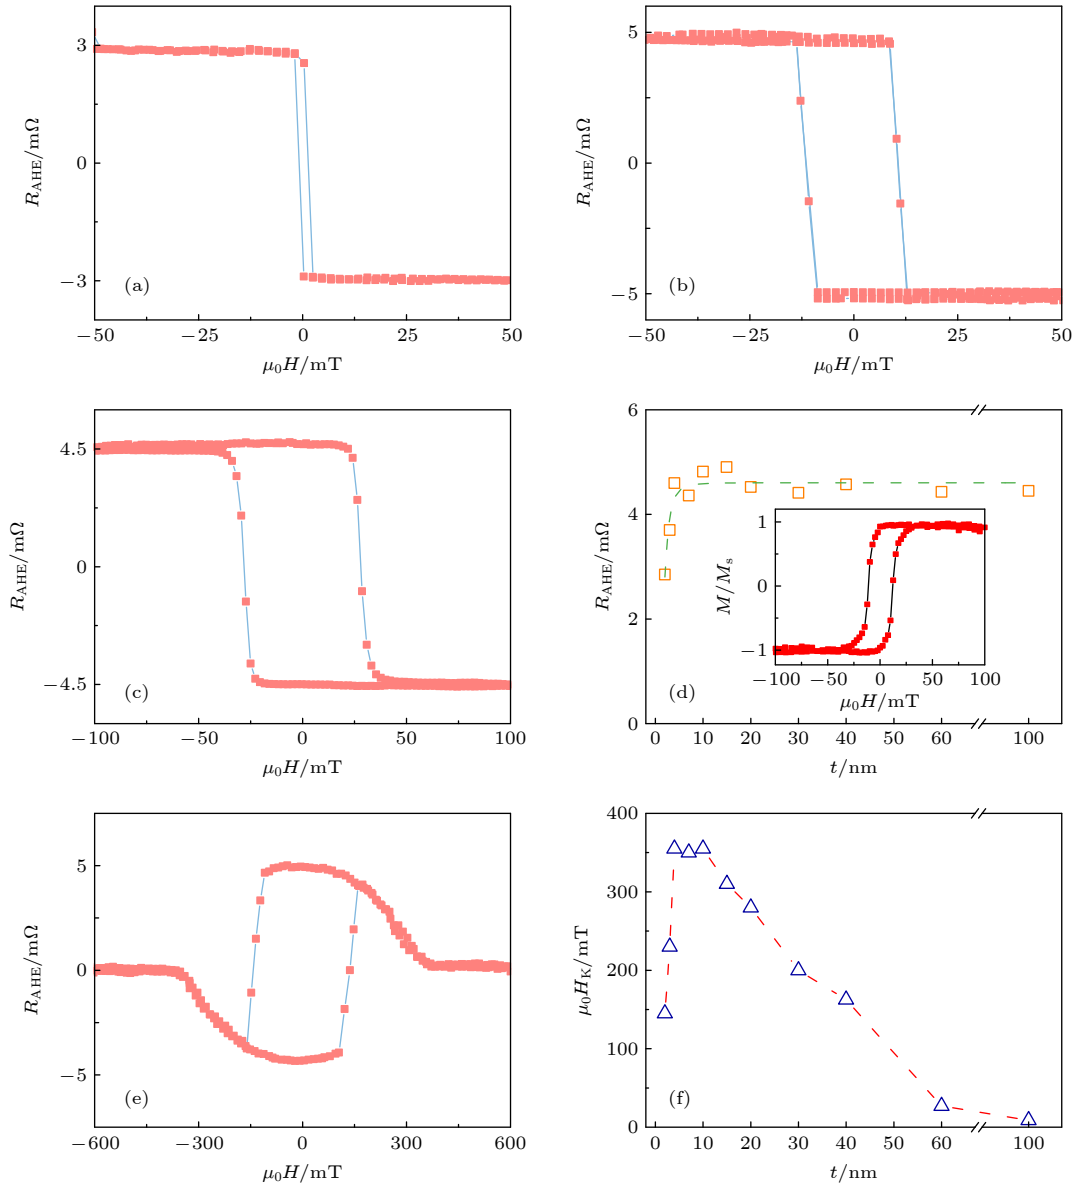 3
0
−3
R_AHE/mΩ
(a)
−50 −25 0 25 50
μ₀H/mT
5
0
−5
R_AHE/mΩ
(b)
−50 −25 0 25 50
μ₀H/mT
4.5
0
−4.5
R_AHE/mΩ
(c)
−100 −50 0 50 100
μ₀H/mT
6
4
2
0
R_AHE/mΩ
1
0
−1
M/M_s
−100 −50 0 50 100
μ₀H/mT
(d)
0 10 20 30 40 50 60 100
t/nm
5
0
−5
R_AHE/mΩ
(e)
−600 −300 0 300 600
μ₀H/mT
400
300
200
100
0
μ₀H_K/mT
(f)
0 10 20 30 40 50 60 100
t/nm